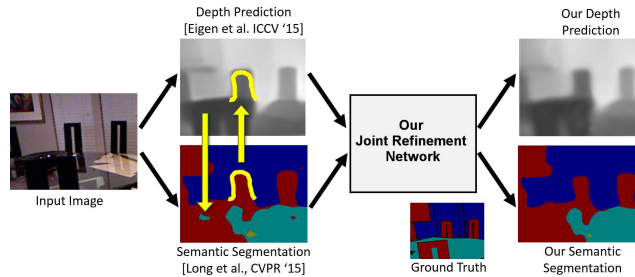 Depth Prediction
[Eigen et al. ICCV ‘15]
Our Depth
Prediction
Our
Joint Refinement
Network
Input Image
Semantic Segmentation
[Long et al., CVPR ‘15]
Ground Truth
Our Semantic
Segmentation